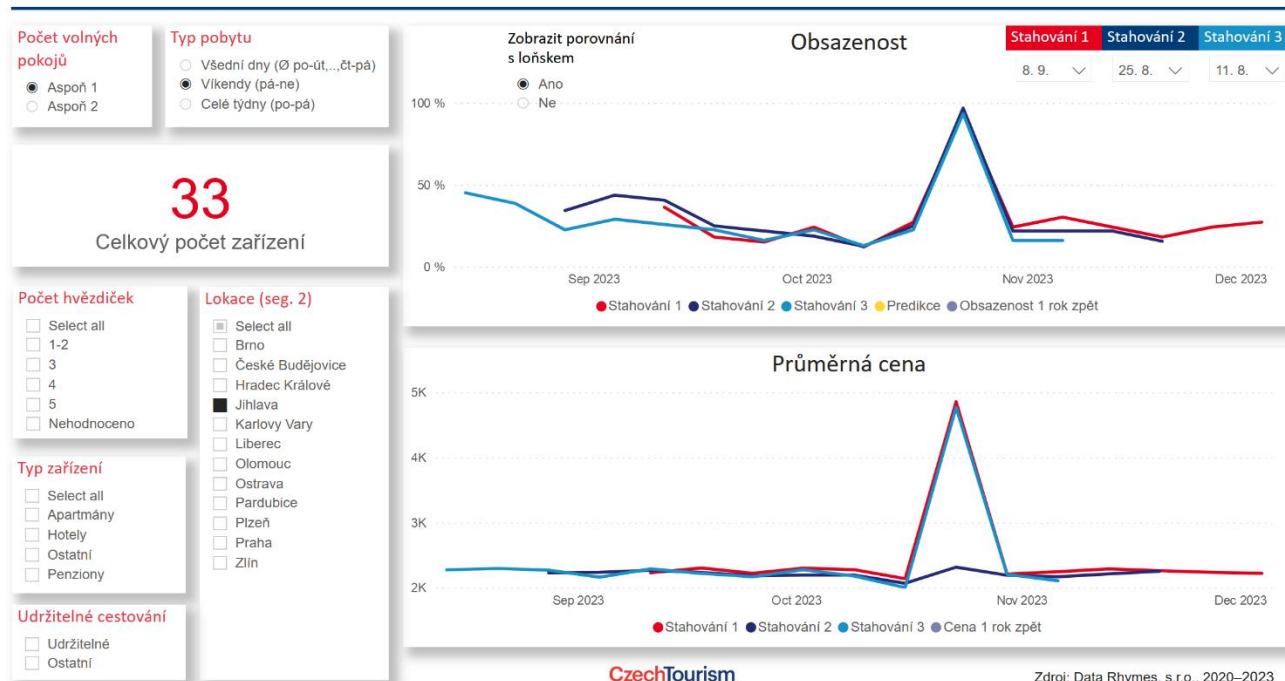 Počet volných
pokojů
Aspoň 1
Aspoň 2
Typ pobytu
Všední dny (Ø po-út,..,čt-pá)
Víkendy (pá-ne)
Celé týdny (po-pá)
33
Celkový počet zařízení
Počet hvězdiček
Select all
1-2
3
4
5
Nehodnoceno
Typ zařízení
Select all
Apartmány
Hotely
Ostatní
Penziony
Udržitelné cestování
Udržitelné
Ostatní
Lokace (seg. 2)
Select all
Brno
České Budějovice
Hradec Králové
Jihlava
Karlovy Vary
Liberec
Olomouc
Ostrava
Pardubice
Plzeň
Praha
Zlín
Zobrazit porovnání
s loňskem
Ano
Ne
Obsazenost
Stahování 1 Stahování 2 Stahování 3
8. 9. 25. 8. 11. 8.
100 %
50 %
0 %
Sep 2023 Oct 2023 Nov 2023 Dec 2023
Stahování 1 Stahování 2 Stahování 3 Predikce Obsazenost 1 rok zpět
Průměrná cena
5K
4K
3K
2K
Sep 2023 Oct 2023 Nov 2023 Dec 2023
Stahování 1 Stahování 2 Stahování 3 Cena 1 rok zpět
CzechTourism
Zdroj: Data Rhymes, s.r.o., 2020–2023